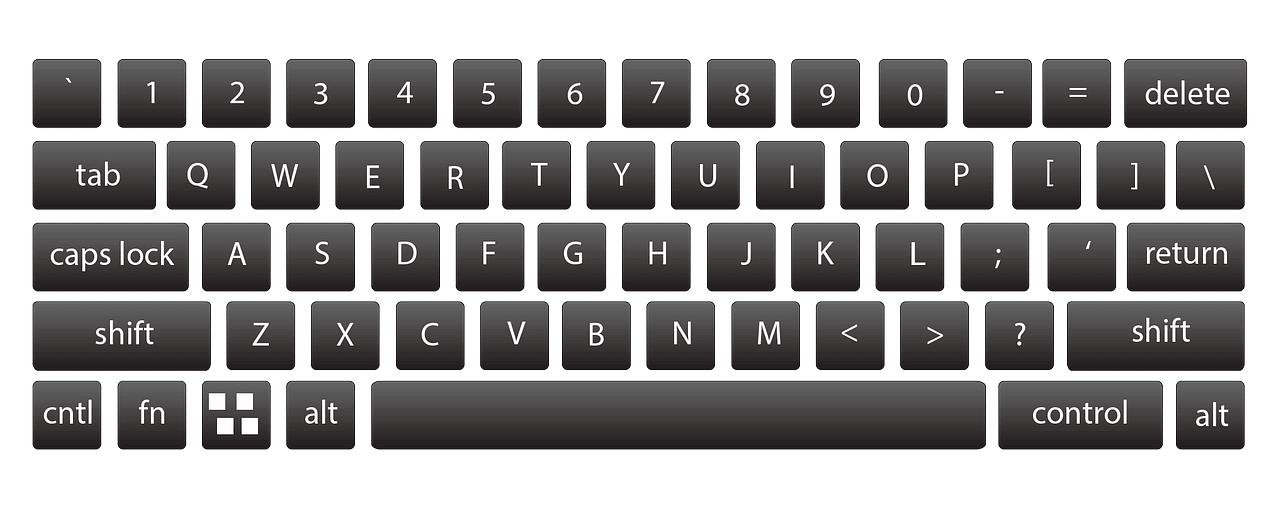 ` 1 2 3 4 5 6 7 8 9 0 - = delete
tab Q W E R T Y U I O P [ ] \
caps lock A S D F G H J K L ; ‘ return
shift Z X C V B N M < > ? shift
cntl fn alt control alt